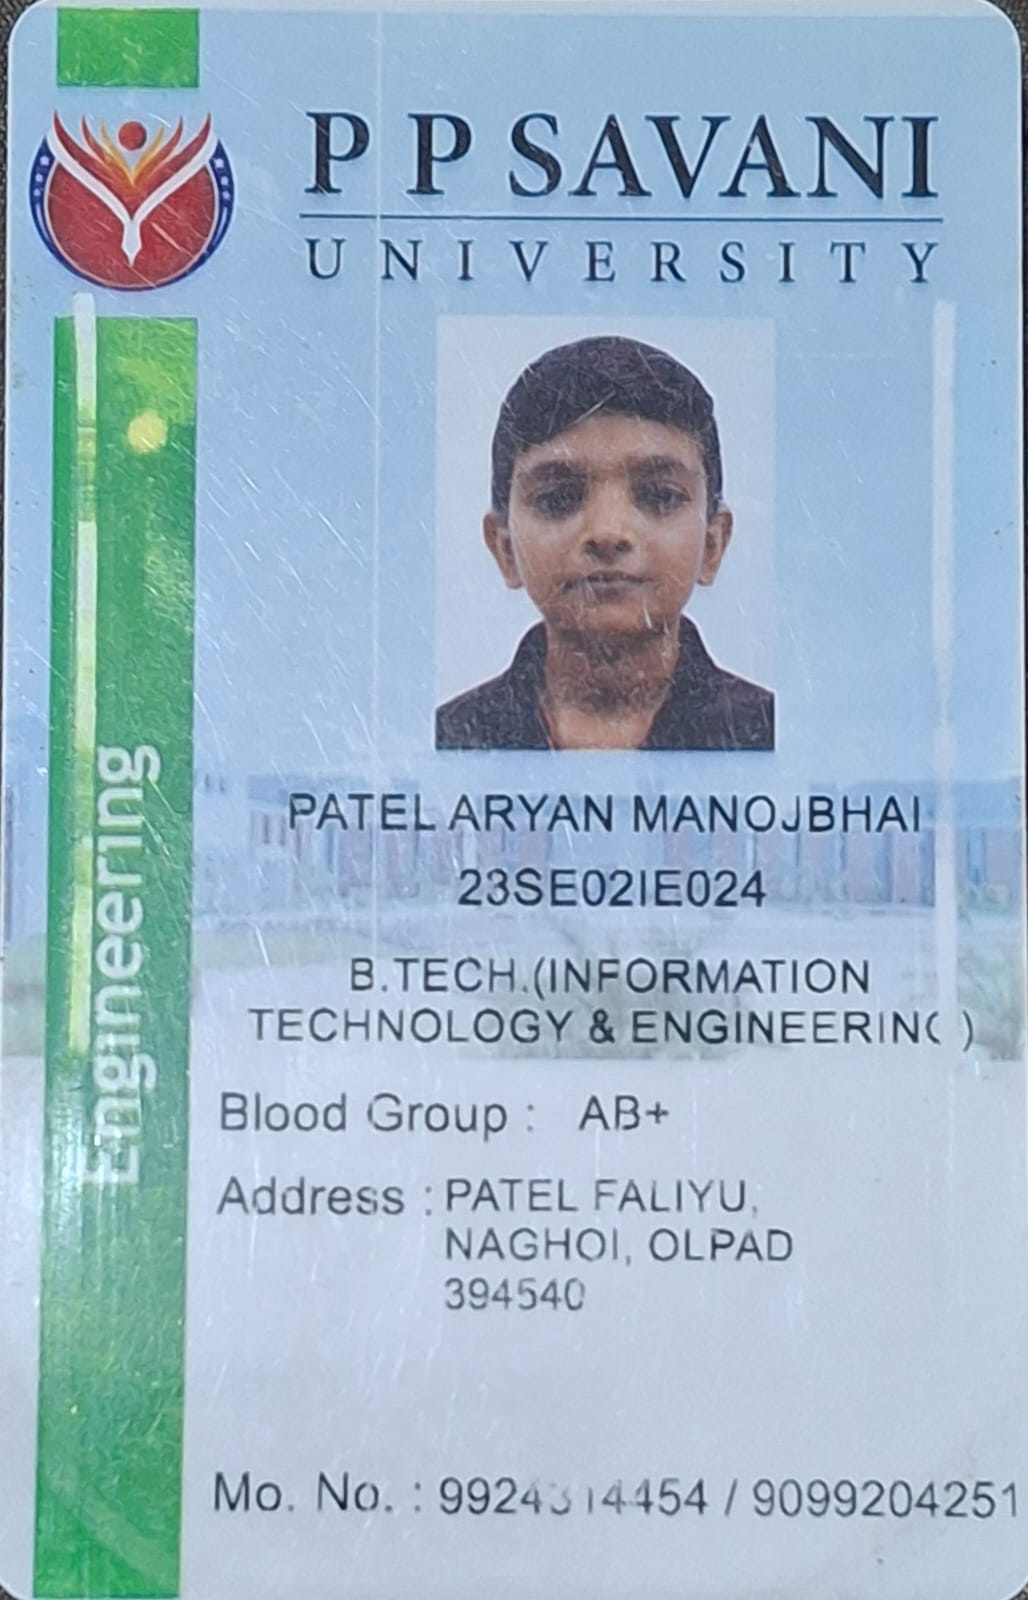 P P SAVANI
UNIVERSITY
Engineering
PATEL ARYAN MANOJBHAI
23SE02IE024
B.TECH.(INFORMATION
TECHNOLOGY & )
Blood Group : AB+
Address : PATEL FALIYU,
NAGHOI, OLPAD
394540
Mo. No. : / 9099204251